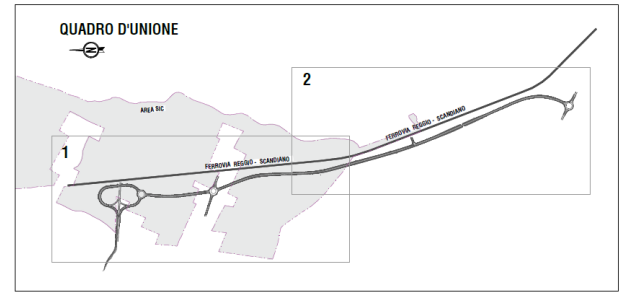 QUADRO D'UNIONE
2
AREA SIC
FERROVIA REGGIO - SCANDIANO
1
FERROVIA REGGIO - SCANDIANO